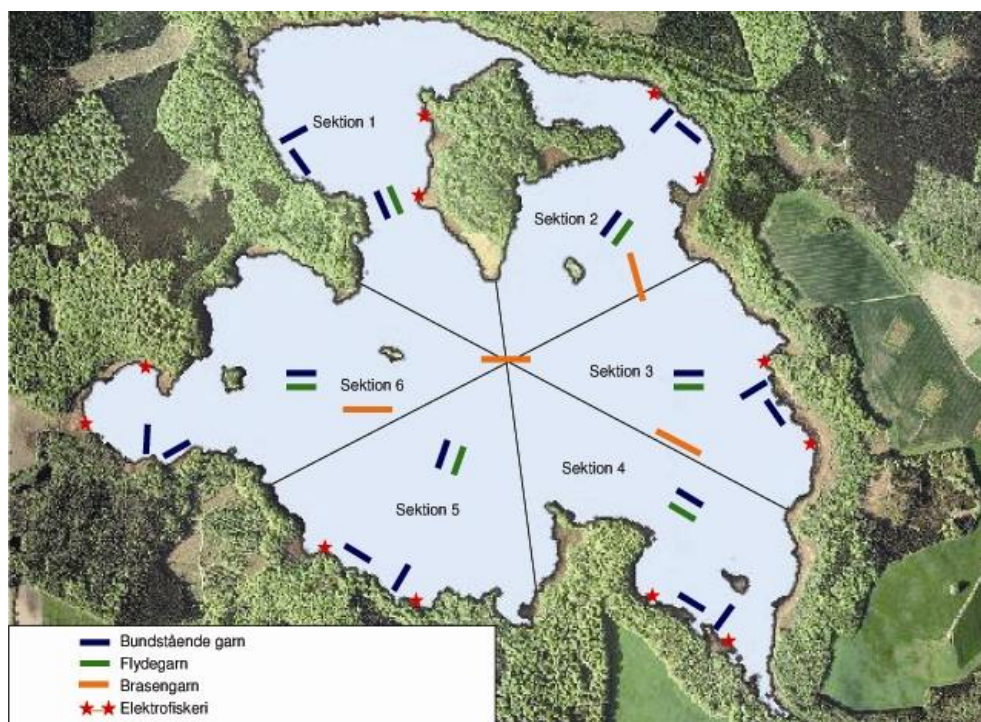 Sektion 1
Sektion 2
Sektion 3
Sektion 6
Sektion 4
Sektion 5
Bundstående garn
Flydegarn
Brasengarn
Elektrofiskeri